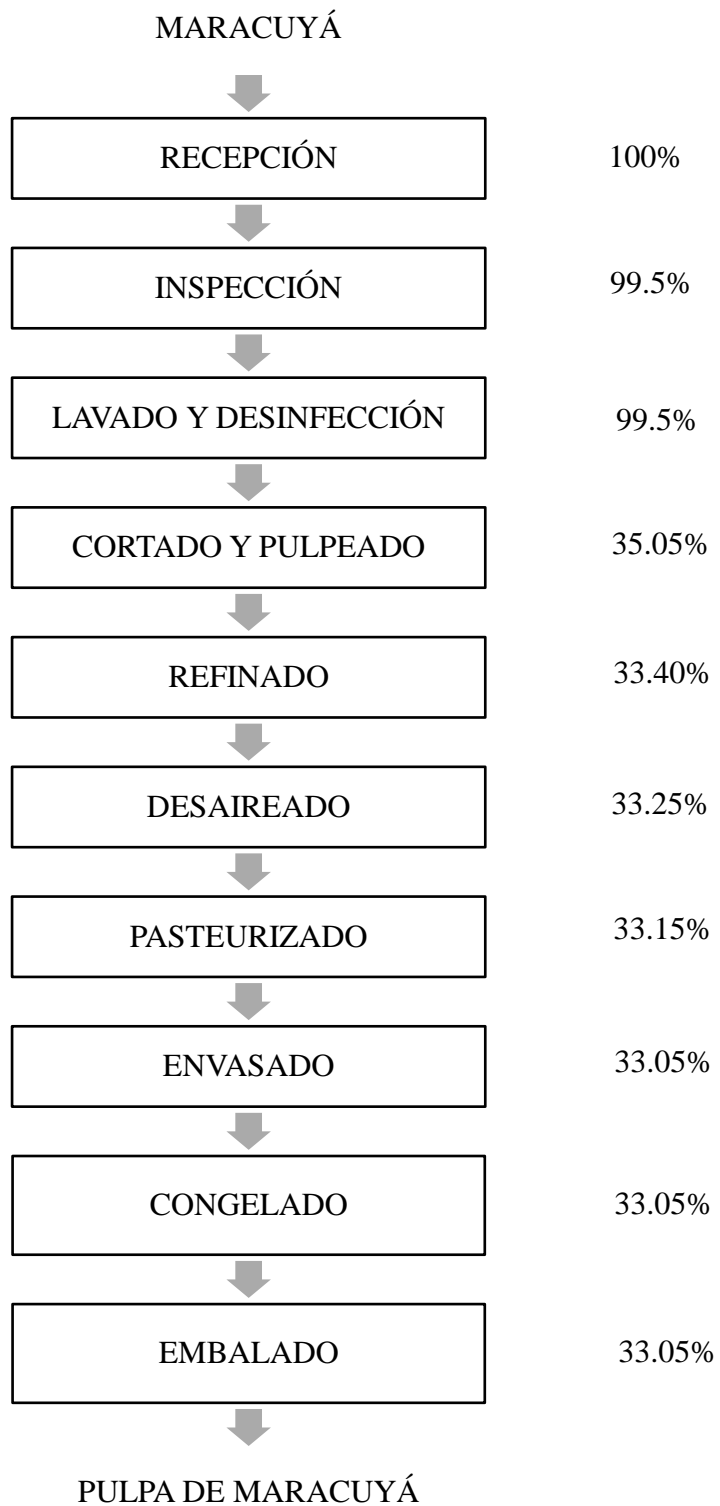 MARACUYÁ
RECEPCIÓN 100%
INSPECCIÓN 99.5%
LAVADO Y DESINFECCIÓN 99.5%
CORTADO Y PULPEADO 35.05%
REFINADO 33.40%
DESAIREADO 33.25%
PASTEURIZADO 33.15%
ENVASADO 33.05%
CONGELADO 33.05%
EMBALADO 33.05%
PULPA DE MARACUYÁ